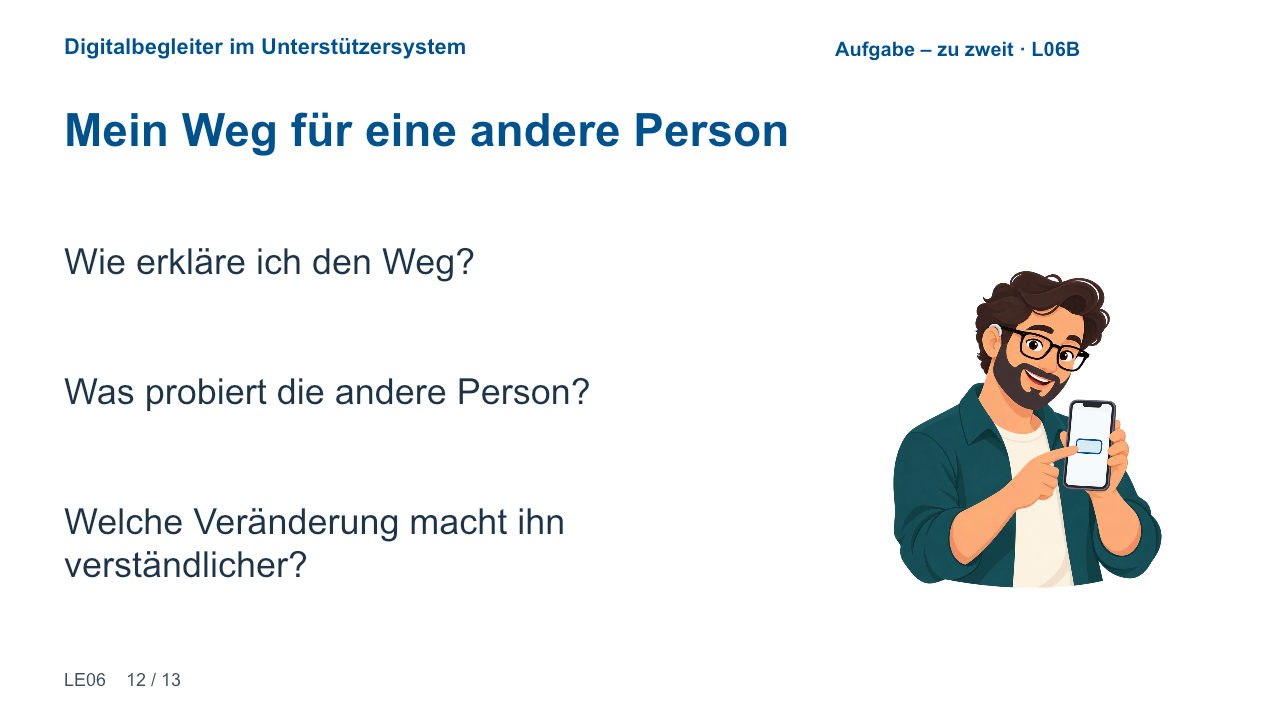 Digitalbegleiter im Unterstützersystem
Aufgabe – zu zweit · L06B
Mein Weg für eine andere Person
Wie erkläre ich den Weg?
Was probiert die andere Person?
Welche Veränderung macht ihn
verständlicher?
LE06 12 / 13